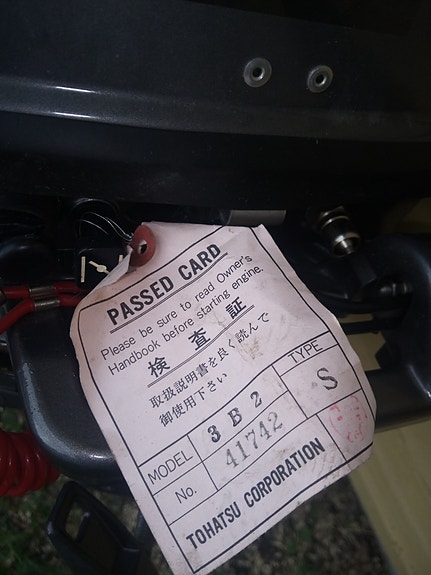 PASSED CARD
Please be sure to read Owner's
Handbook before starting engine.
検 査 証
取扱説明書を良く読んで
御使用下さい
MODEL 3B2 TYPE S
No. 41742
TOHATSU CORPORATION